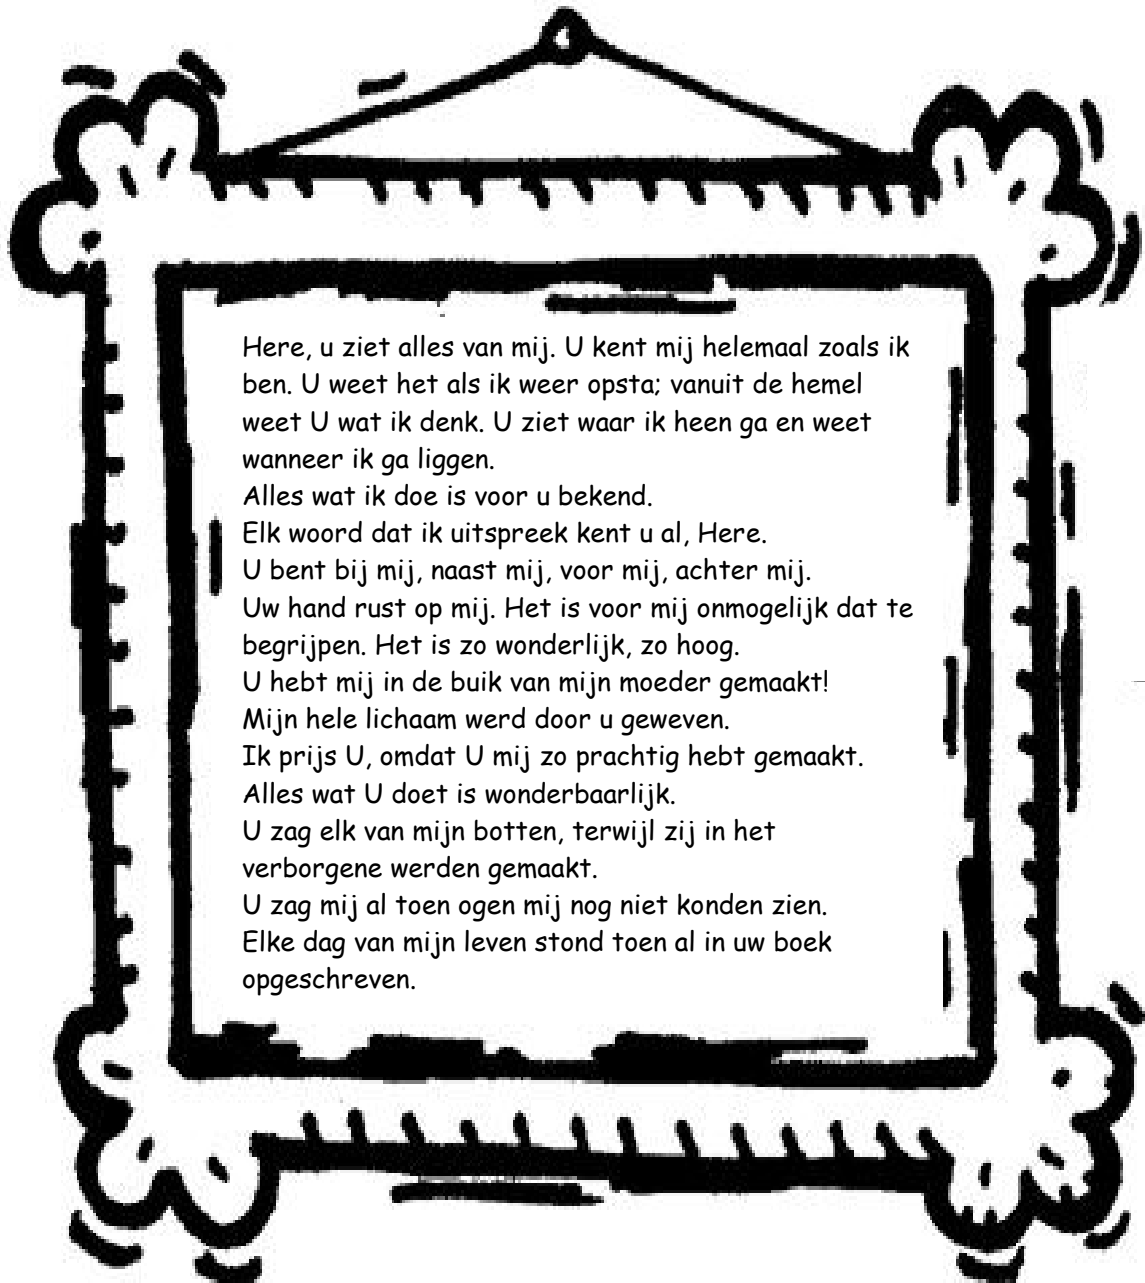 Here, u ziet alles van mij. U kent mij helemaal zoals ik
ben. U weet het als ik weer opsta; vanuit de hemel
weet U wat ik denk. U ziet waar ik heen ga en weet
wanneer ik ga liggen.
Alles wat ik doe is voor u bekend.
Elk woord dat ik uitspreek kent u al, Here.
U bent bij mij, naast mij, voor mij, achter mij.
Uw hand rust op mij. Het is voor mij onmogelijk dat te
begrijpen. Het is zo wonderlijk, zo hoog.
U hebt mij in de buik van mijn moeder gemaakt!
Mijn hele lichaam werd door u geweven.
Ik prijs U, omdat U mij zo prachtig hebt gemaakt.
Alles wat U doet is wonderbaarlijk.
U zag elk van mijn botten, terwijl zij in het
verborgene werden gemaakt.
U zag mij al toen ogen mij nog niet konden zien.
Elke dag van mijn leven stond toen al in uw boek
opgeschreven.